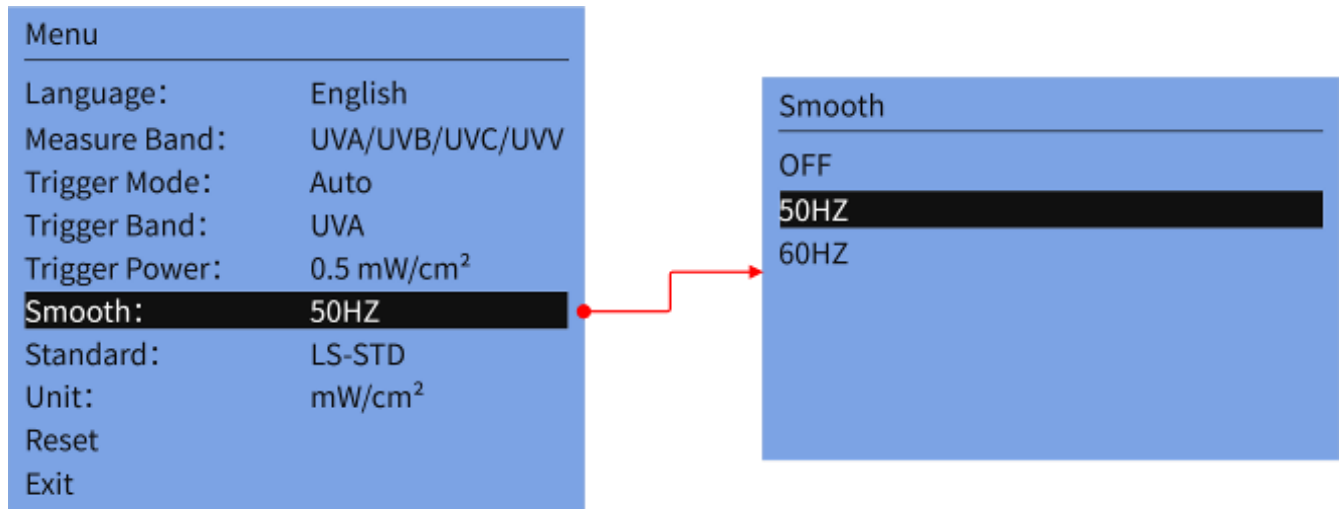 Menu
Language： English
Measure Band： UVA/UVB/UVC/UVV
Trigger Mode： Auto
Trigger Band： UVA
Trigger Power： 0.5 mW/cm²
Smooth： 50HZ
Standard： LS-STD
Unit： mW/cm²
Reset
Exit
Smooth
OFF
50HZ
60HZ